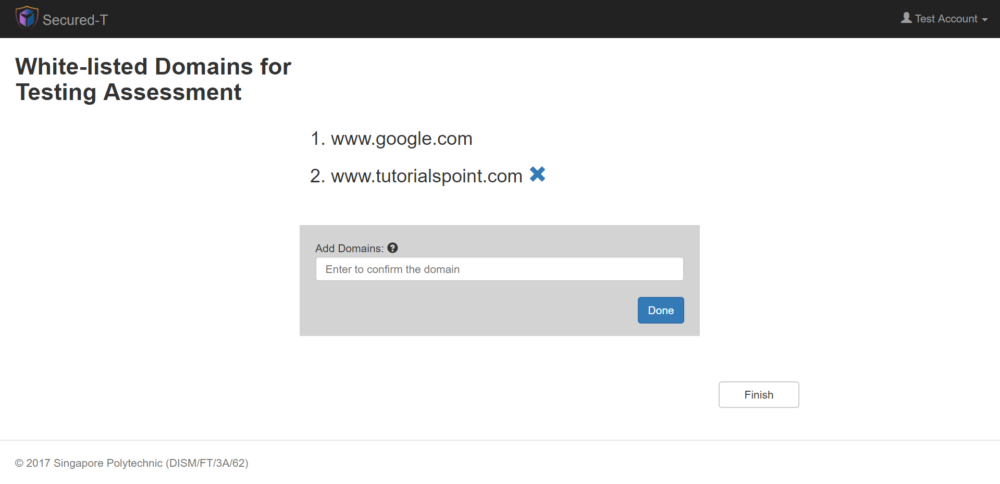 Secured-T
Test Account
White-listed Domains for
Testing Assessment
1. www.google.com
2. www.tutorialspoint.com
Add Domains:
Enter to confirm the domain
Done
Finish
© 2017 Singapore Polytechnic (DISM/FT/3A/62)